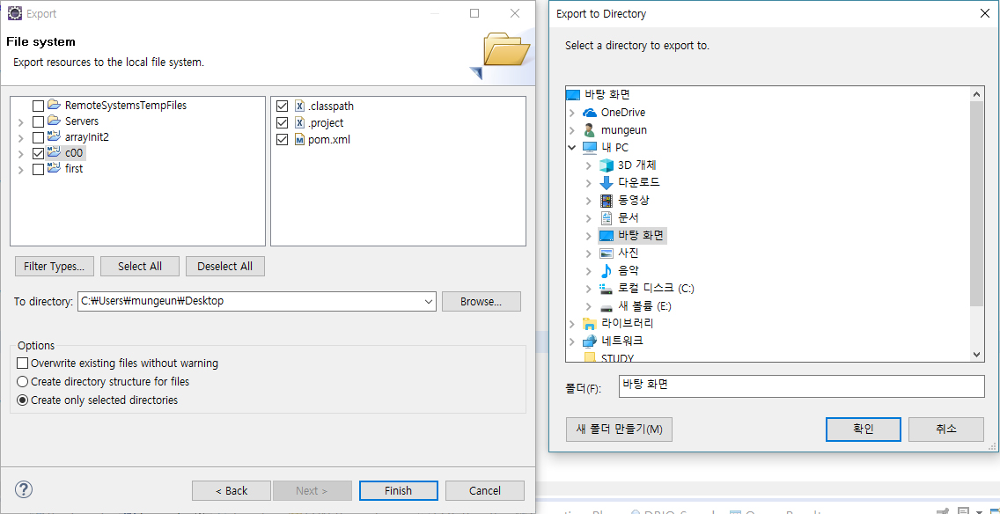 Export
File system
Export resources to the local file system.
RemoteSystemsTempFiles
Servers
arrayInit2
c00
first
.classpath
.project
pom.xml
Filter Types...
Select All
Deselect All
To directory:
C:₩Users₩mungeun₩Desktop
Browse...
Options
Overwrite existing files without warning
Create directory structure for files
Create only selected directories
?
< Back
Next >
Finish
Cancel
Export to Directory
Select a directory to export to.
바탕 화면
OneDrive
mungeun
내 PC
3D 개체
다운로드
동영상
문서
바탕 화면
사진
음악
로컬 디스크 (C:)
새 볼륨 (E:)
라이브러리
네트워크
STUDY
폴더(F):
바탕 화면
새 폴더 만들기(M)
확인
취소